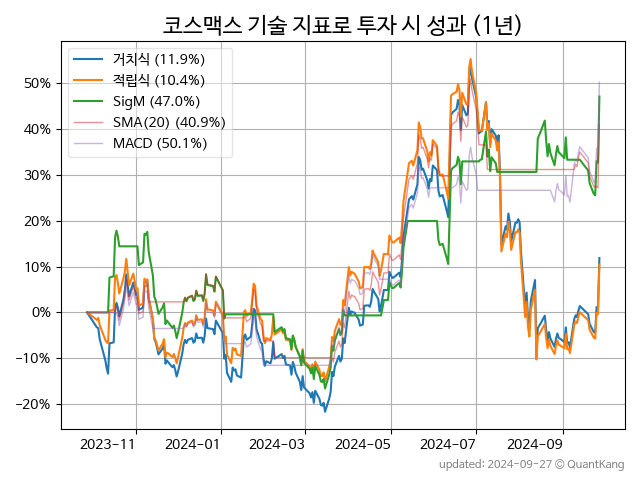 코스맥스 기술 지표로 투자 시 성과 (1년)
거치식 (11.9%)
적립식 (10.4%)
SigM (47.0%)
SMA(20) (40.9%)
MACD (50.1%)
50%
40%
30%
20%
10%
0%
−10%
−20%
2023-11 2024-01 2024-03 2024-05 2024-07 2024-09
updated: 2024-09-27 © QuantKang